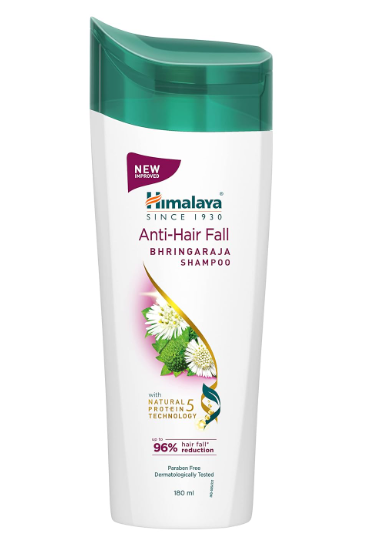 NEW
IMPROVED
Himalaya®
SINCE 1930
Anti-Hair Fall
BHRINGARAJA
SHAMPOO
with
NATURAL
PROTEIN 5
TECHNOLOGY
up to
96% hair fall*
reduction
Paraben Free
Dermatologically Tested
180 ml